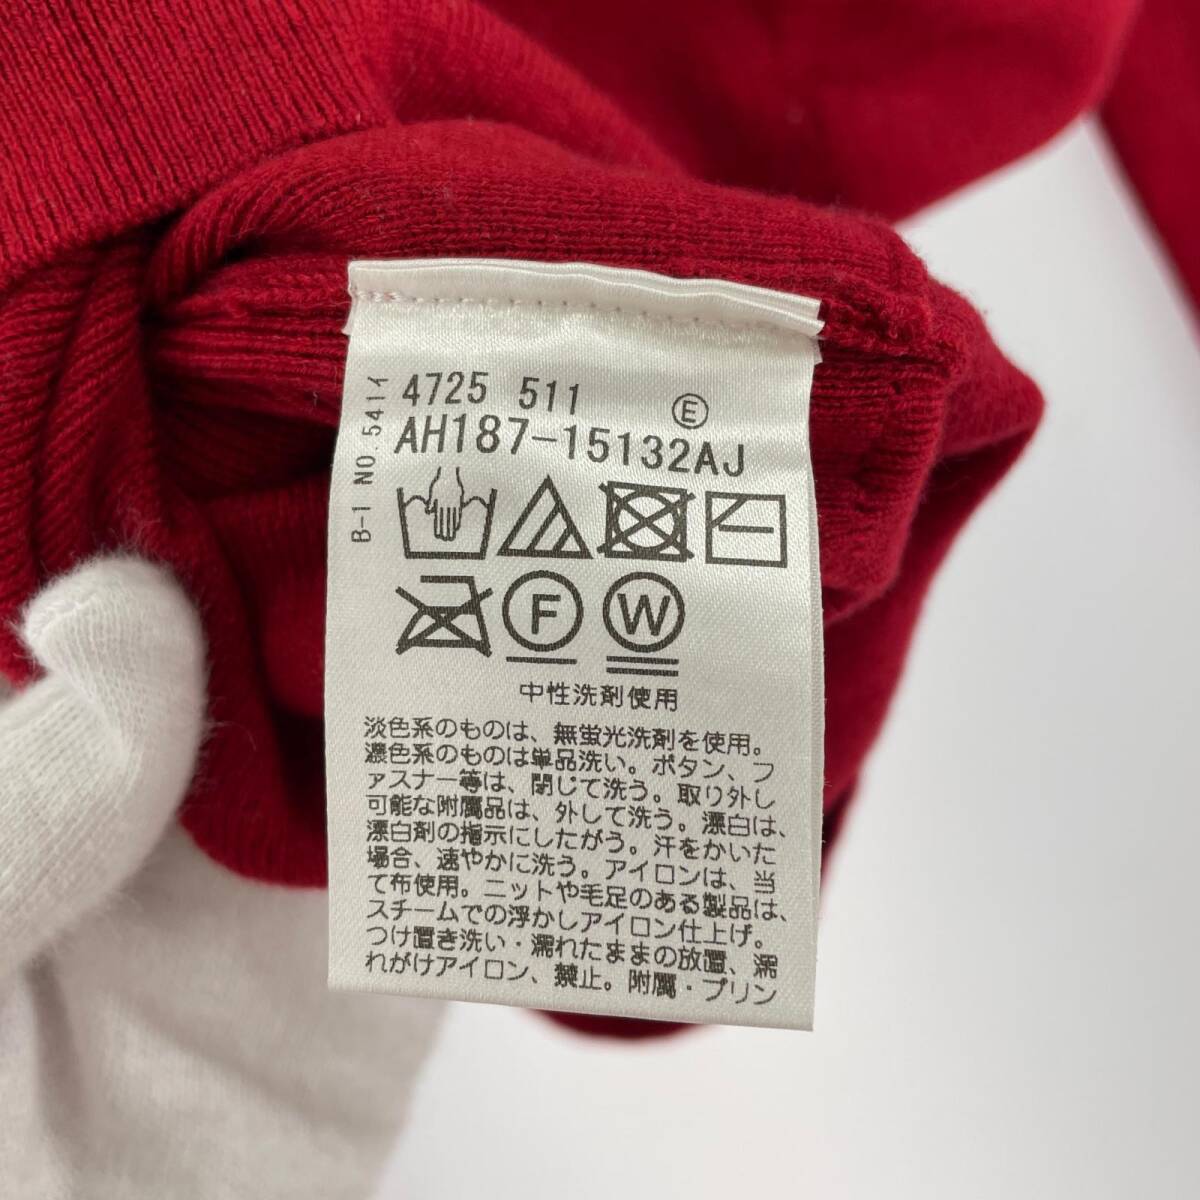 4725 511 Ⓔ
AH187-15132AJ
B-1 NO.5411
F
W
中性洗剤使用
淡色系のものは、無蛍光洗剤を使用。
濃色系のものは単品洗い。ボタン、フ
ァスナー等は、閉じて洗う。取り外し
可能な附属品は、外して洗う。漂白は、
漂白剤の指示にしたがう。汗をかいた
場合、速やかに洗う。アイロンは、当
て布使用。ニットや毛足のある製品は、
スチームでの浮かしアイロン仕上げ。
つけ置き洗い・濡れたままの放置、濡
れがけアイロン、禁止。附属・プリン